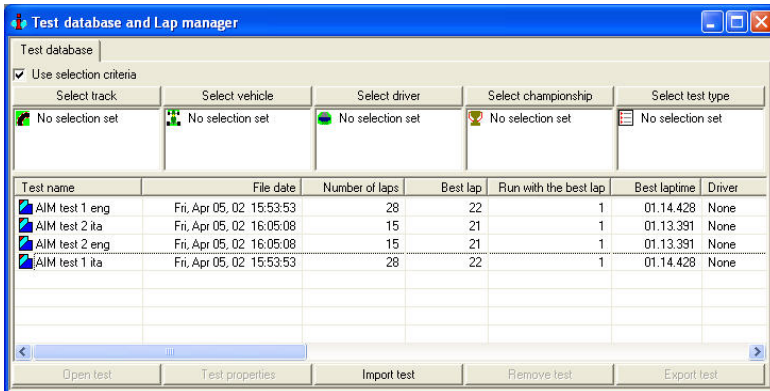 Test database and Lap manager
Test database
Use selection criteria
Select track Select vehicle Select driver Select championship Select test type
No selection set No selection set No selection set No selection set No selection set
Test name File date Number of laps Best lap Run with the best lap Best laptime Driver
AIM test 1 eng Fri, Apr 05, 02 15:53:53 28 22 1 01.14.428 None
AIM test 2 ita Fri, Apr 05, 02 16:05:08 15 21 1 01.13.391 None
AIM test 2 eng Fri, Apr 05, 02 16:05:08 15 21 1 01.13.391 None
AIM test 1 ita Fri, Apr 05, 02 15:53:53 28 22 1 01.14.428 None
Open test Test properties Import test Remove test Export test